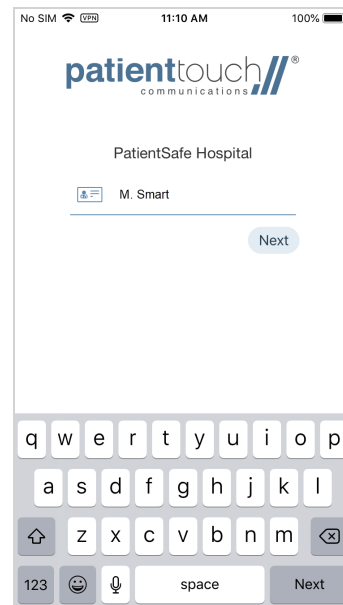 No SIM VPN 11:10 AM 100%
patienttouch®
communications
PatientSafe Hospital
M. Smart
Next
q w e r t y u i o p
a s d f g h j k l
z x c v b n m
123 space Next